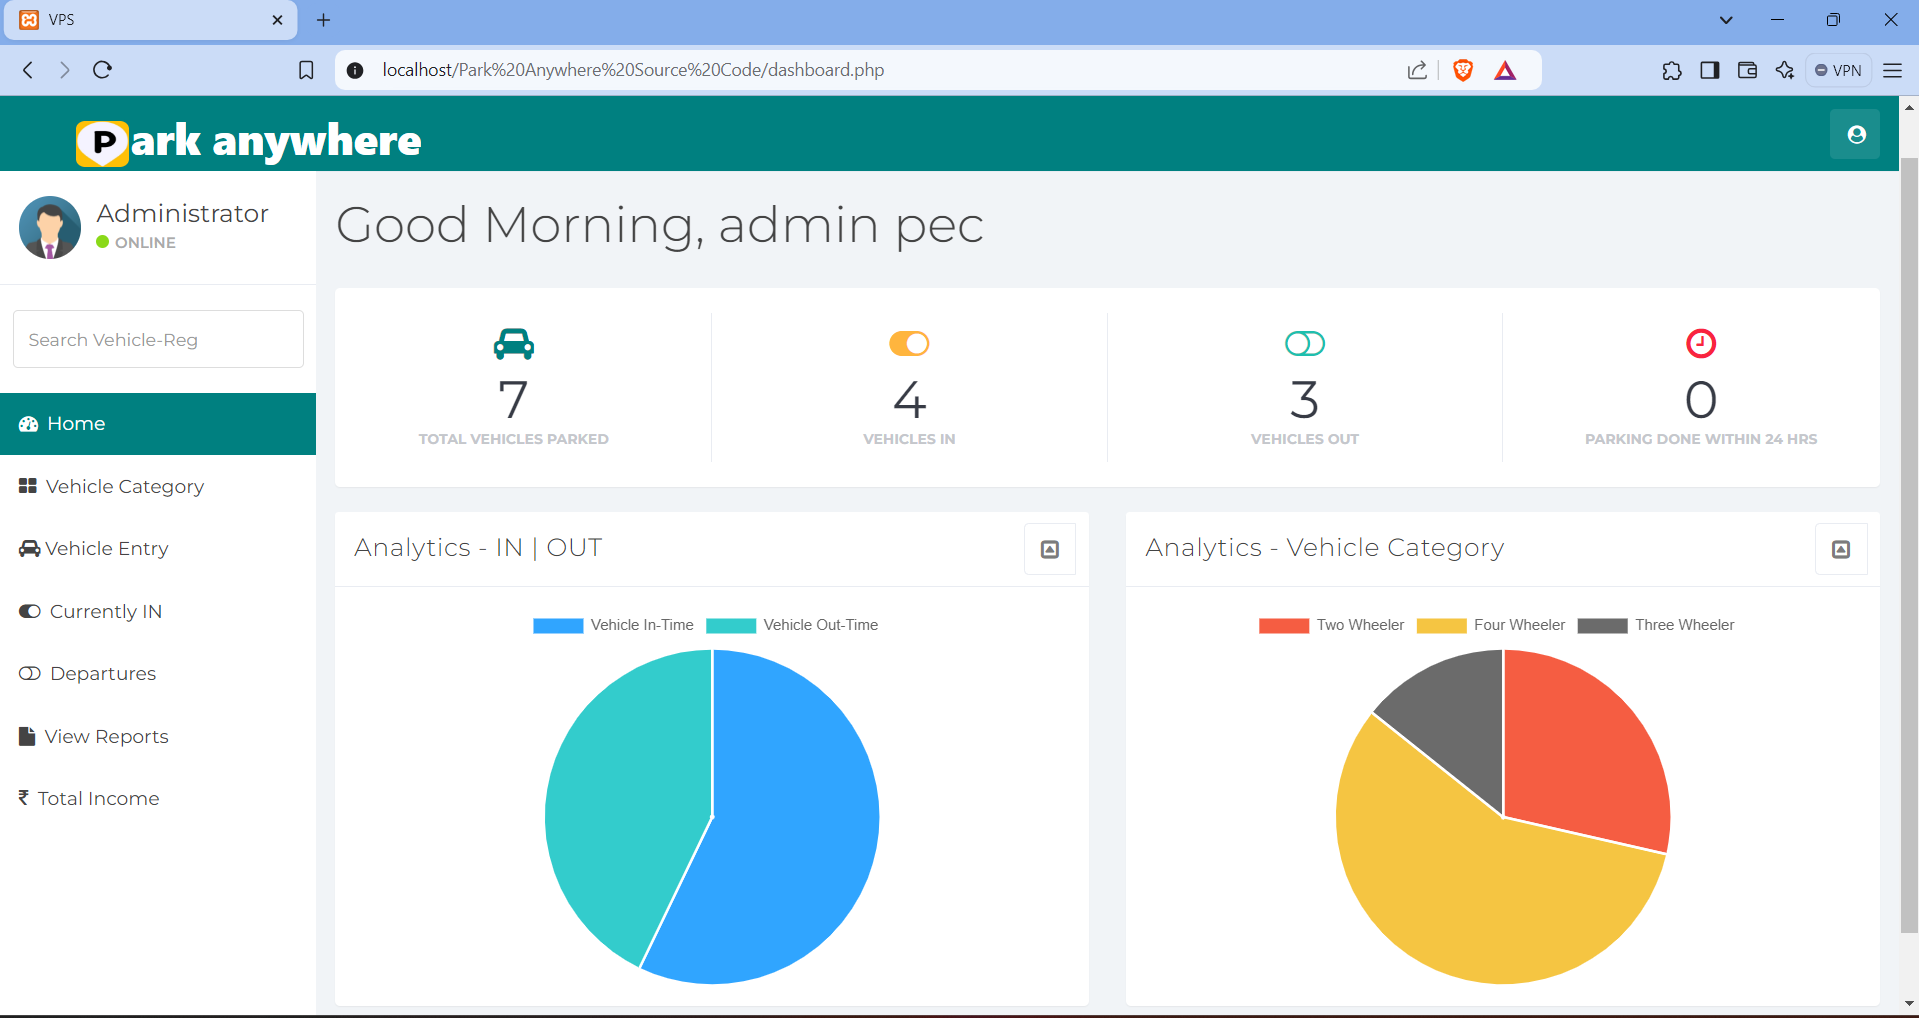 VPS
localhost/Park%20Anywhere%20Source%20Code/dashboard.php
VPN
Park anywhere
Administrator
ONLINE
Search Vehicle-Reg
Home
Vehicle Category
Vehicle Entry
Currently IN
Departures
View Reports
₹ Total Income
Good Morning, admin pec
7
TOTAL VEHICLES PARKED
4
VEHICLES IN
3
VEHICLES OUT
0
PARKING DONE WITHIN 24 HRS
Analytics - IN | OUT
Vehicle In-Time Vehicle Out-Time
Analytics - Vehicle Category
Two Wheeler Four Wheeler Three Wheeler